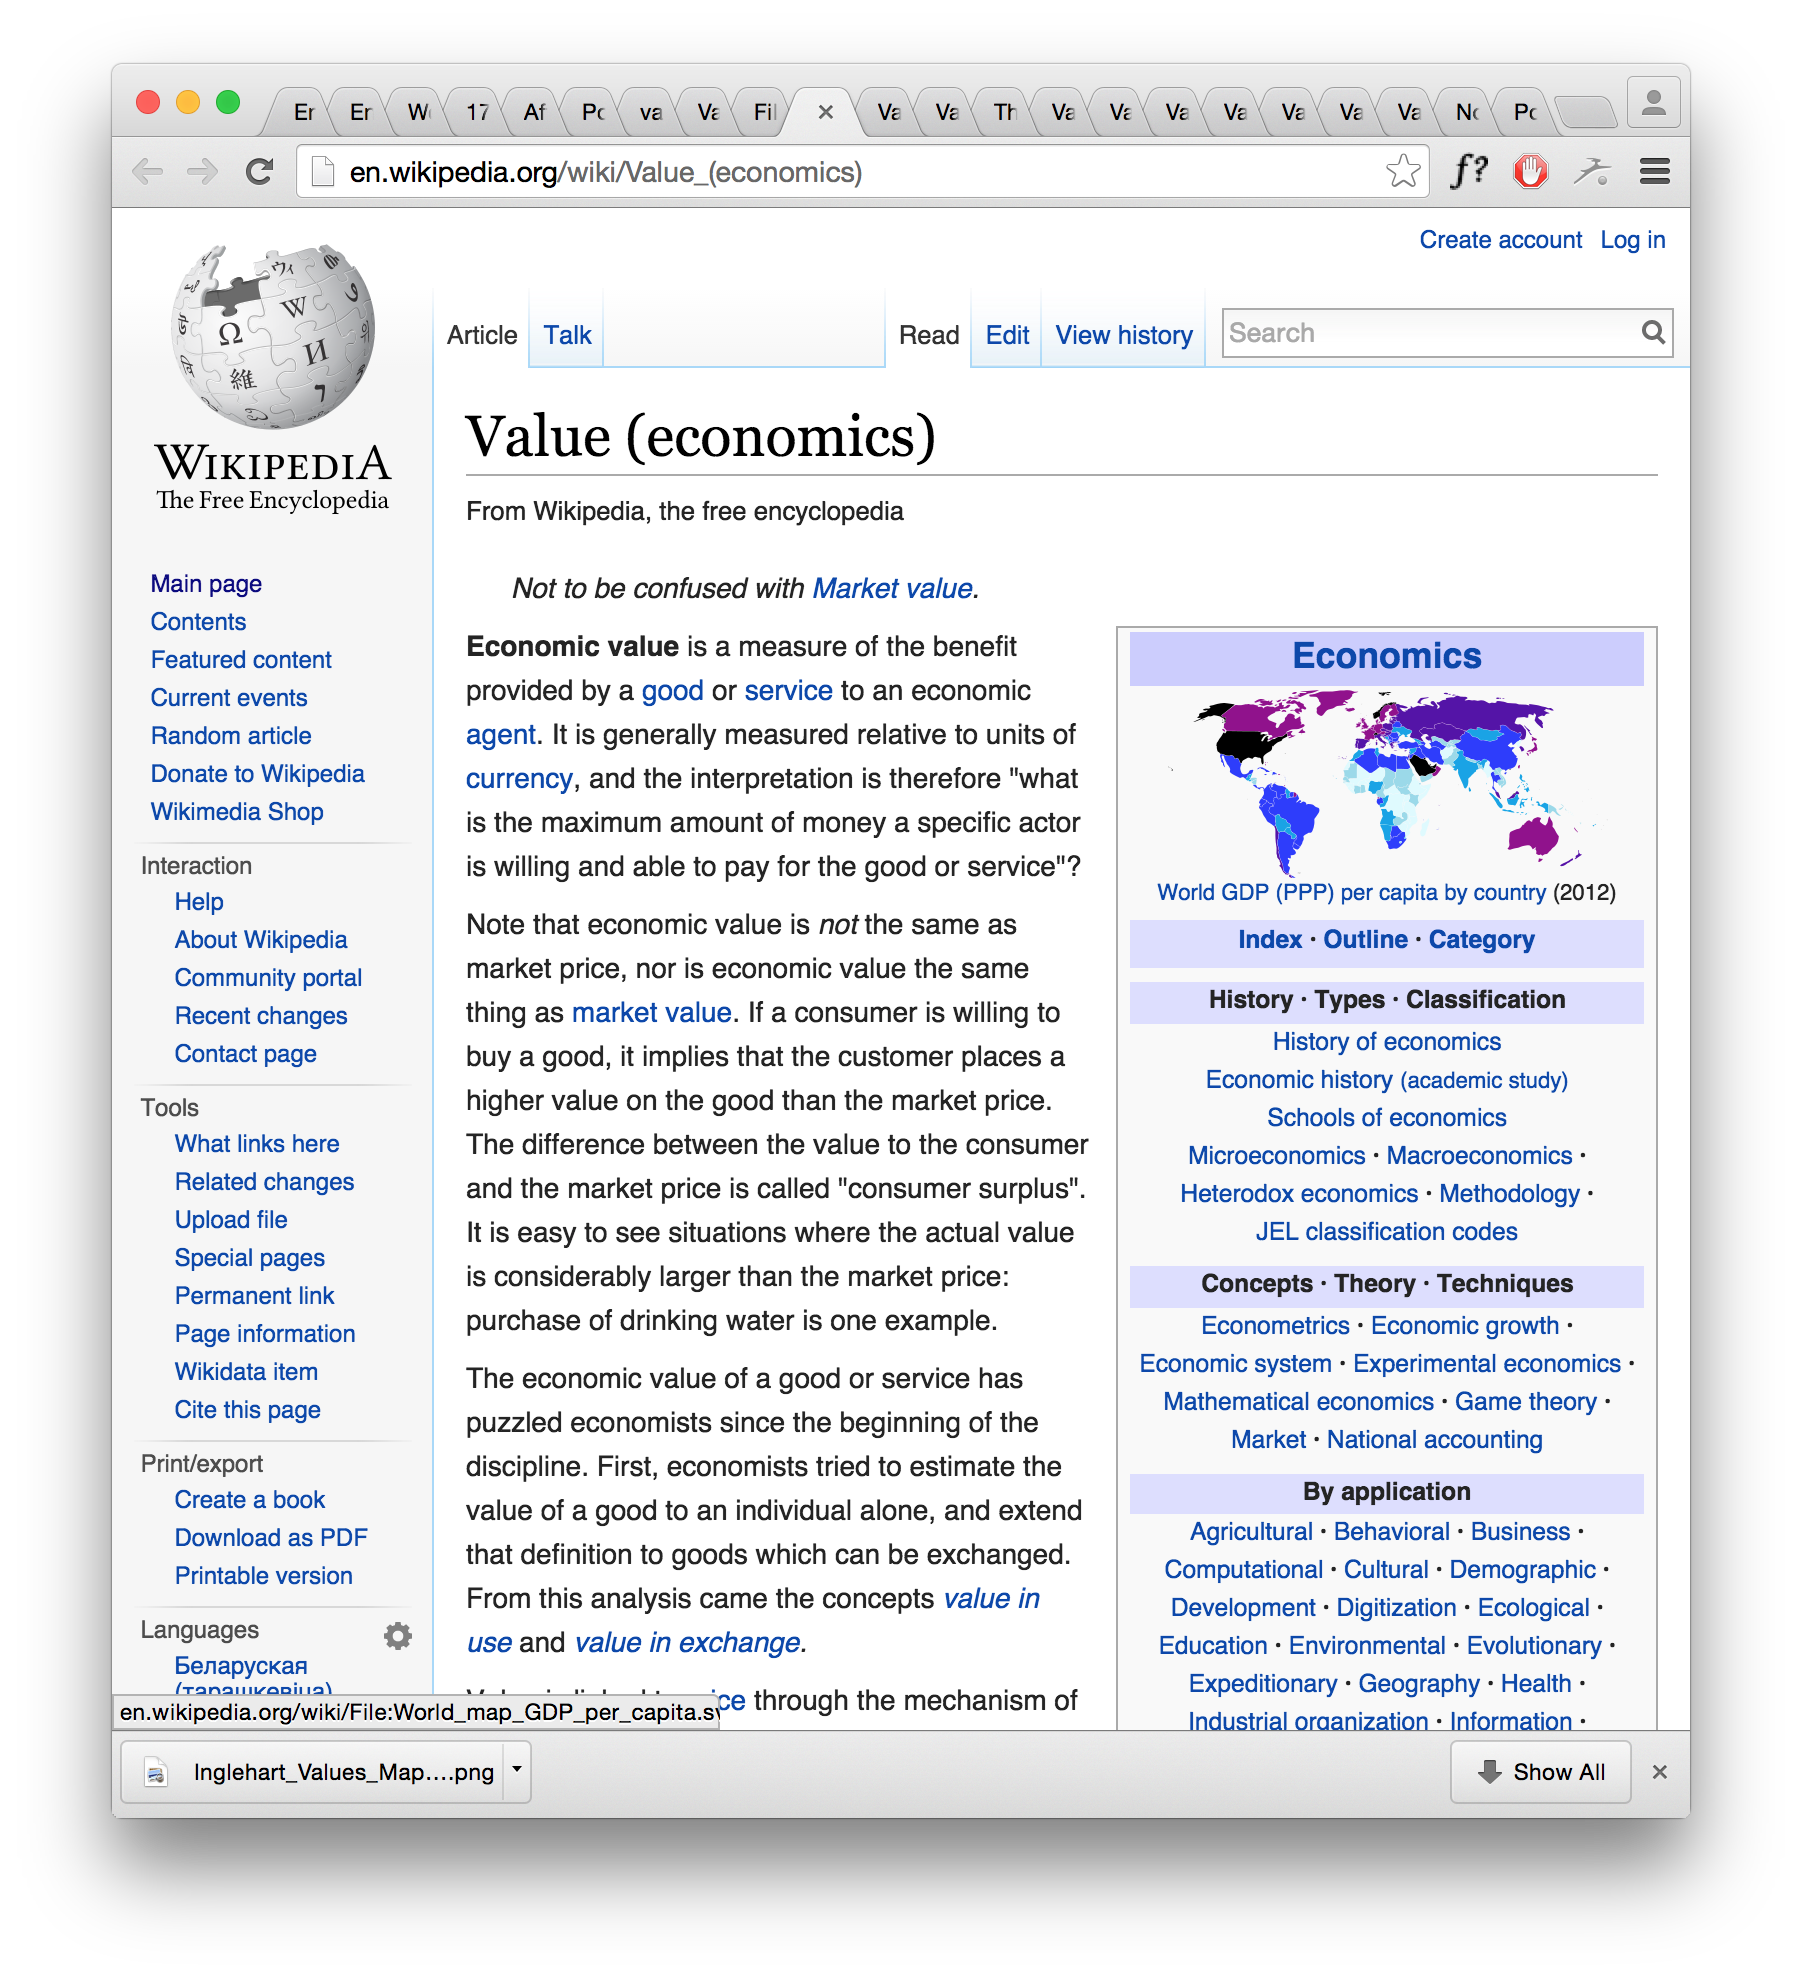 Er Er W 17 Af Po va Va Fil Va Va Th Va Va Va Va Va Va Va No Po
en.wikipedia.org/wiki/Value_(economics)
f?
Create account Log in
Ω W И 維 ウィ
WIKIPEDIA
The Free Encyclopedia
Article Talk Read Edit View history Search
Value (economics)
From Wikipedia, the free encyclopedia
Not to be confused with Market value.
Economic value is a measure of the benefit
provided by a good or service to an economic
agent. It is generally measured relative to units of
currency, and the interpretation is therefore "what
is the maximum amount of money a specific actor
is willing and able to pay for the good or service"?
Note that economic value is not the same as
market price, nor is economic value the same
thing as market value. If a consumer is willing to
buy a good, it implies that the customer places a
higher value on the good than the market price.
The difference between the value to the consumer
and the market price is called "consumer surplus".
It is easy to see situations where the actual value
is considerably larger than the market price:
purchase of drinking water is one example.
The economic value of a good or service has
puzzled economists since the beginning of the
discipline. First, economists tried to estimate the
value of a good to an individual alone, and extend
that definition to goods which can be exchanged.
From this analysis came the concepts value in
use and value in exchange.
through the mechanism of
Main page
Contents
Featured content
Current events
Random article
Donate to Wikipedia
Wikimedia Shop
Interaction
Help
About Wikipedia
Community portal
Recent changes
Contact page
Tools
What links here
Related changes
Upload file
Special pages
Permanent link
Page information
Wikidata item
Cite this page
Print/export
Create a book
Download as PDF
Printable version
Languages
Беларуская
(тарашкевіца)
Economics
World GDP (PPP) per capita by country (2012)
Index · Outline · Category
History · Types · Classification
History of economics
Economic history (academic study)
Schools of economics
Microeconomics · Macroeconomics ·
Heterodox economics · Methodology ·
JEL classification codes
Concepts · Theory · Techniques
Econometrics · Economic growth ·
Economic system · Experimental economics ·
Mathematical economics · Game theory ·
Market · National accounting
By application
Agricultural · Behavioral · Business ·
Computational · Cultural · Demographic ·
Development · Digitization · Ecological ·
Education · Environmental · Evolutionary ·
Expeditionary · Geography · Health ·
Industrial organization · Information ·
en.wikipedia.org/wiki/File:World_map_GDP_per_capita.sv
Inglehart_Values_Map....png
Show All